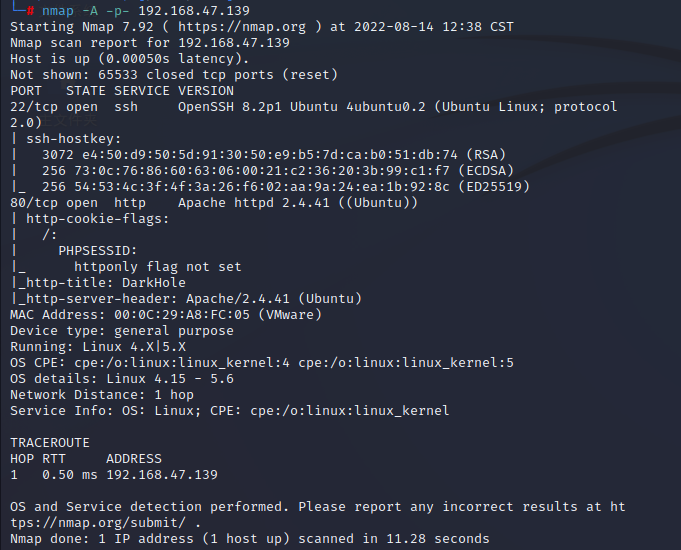 └─# nmap -A -p- 192.168.47.139
Starting Nmap 7.92 ( https://nmap.org ) at 2022-08-14 12:38 CST
Nmap scan report for 192.168.47.139
Host is up (0.00050s latency).
Not shown: 65533 closed tcp ports (reset)
PORT   STATE SERVICE VERSION
22/tcp open  ssh     OpenSSH 8.2p1 Ubuntu 4ubuntu0.2 (Ubuntu Linux; protocol
2.0)
| ssh-hostkey:
|   3072 e4:50:d9:50:5d:91:30:50:e9:b5:7d:ca:b0:51:db:74 (RSA)
|   256 73:0c:76:86:60:63:06:00:21:c2:36:20:3b:99:c1:f7 (ECDSA)
|_  256 54:53:4c:3f:4f:3a:26:f6:02:aa:9a:24:ea:1b:92:8c (ED25519)
80/tcp open  http    Apache httpd 2.4.41 ((Ubuntu))
| http-cookie-flags:
|   /:
|     PHPSESSID:
|_      httponly flag not set
|_http-title: DarkHole
|_http-server-header: Apache/2.4.41 (Ubuntu)
MAC Address: 00:0C:29:A8:FC:05 (VMware)
Device type: general purpose
Running: Linux 4.X|5.X
OS CPE: cpe:/o:linux:linux_kernel:4 cpe:/o:linux:linux_kernel:5
OS details: Linux 4.15 - 5.6
Network Distance: 1 hop
Service Info: OS: Linux; CPE: cpe:/o:linux:linux_kernel

TRACEROUTE
HOP RTT     ADDRESS
1   0.50 ms 192.168.47.139

OS and Service detection performed. Please report any incorrect results at ht
tps://nmap.org/submit/ .
Nmap done: 1 IP address (1 host up) scanned in 11.28 seconds